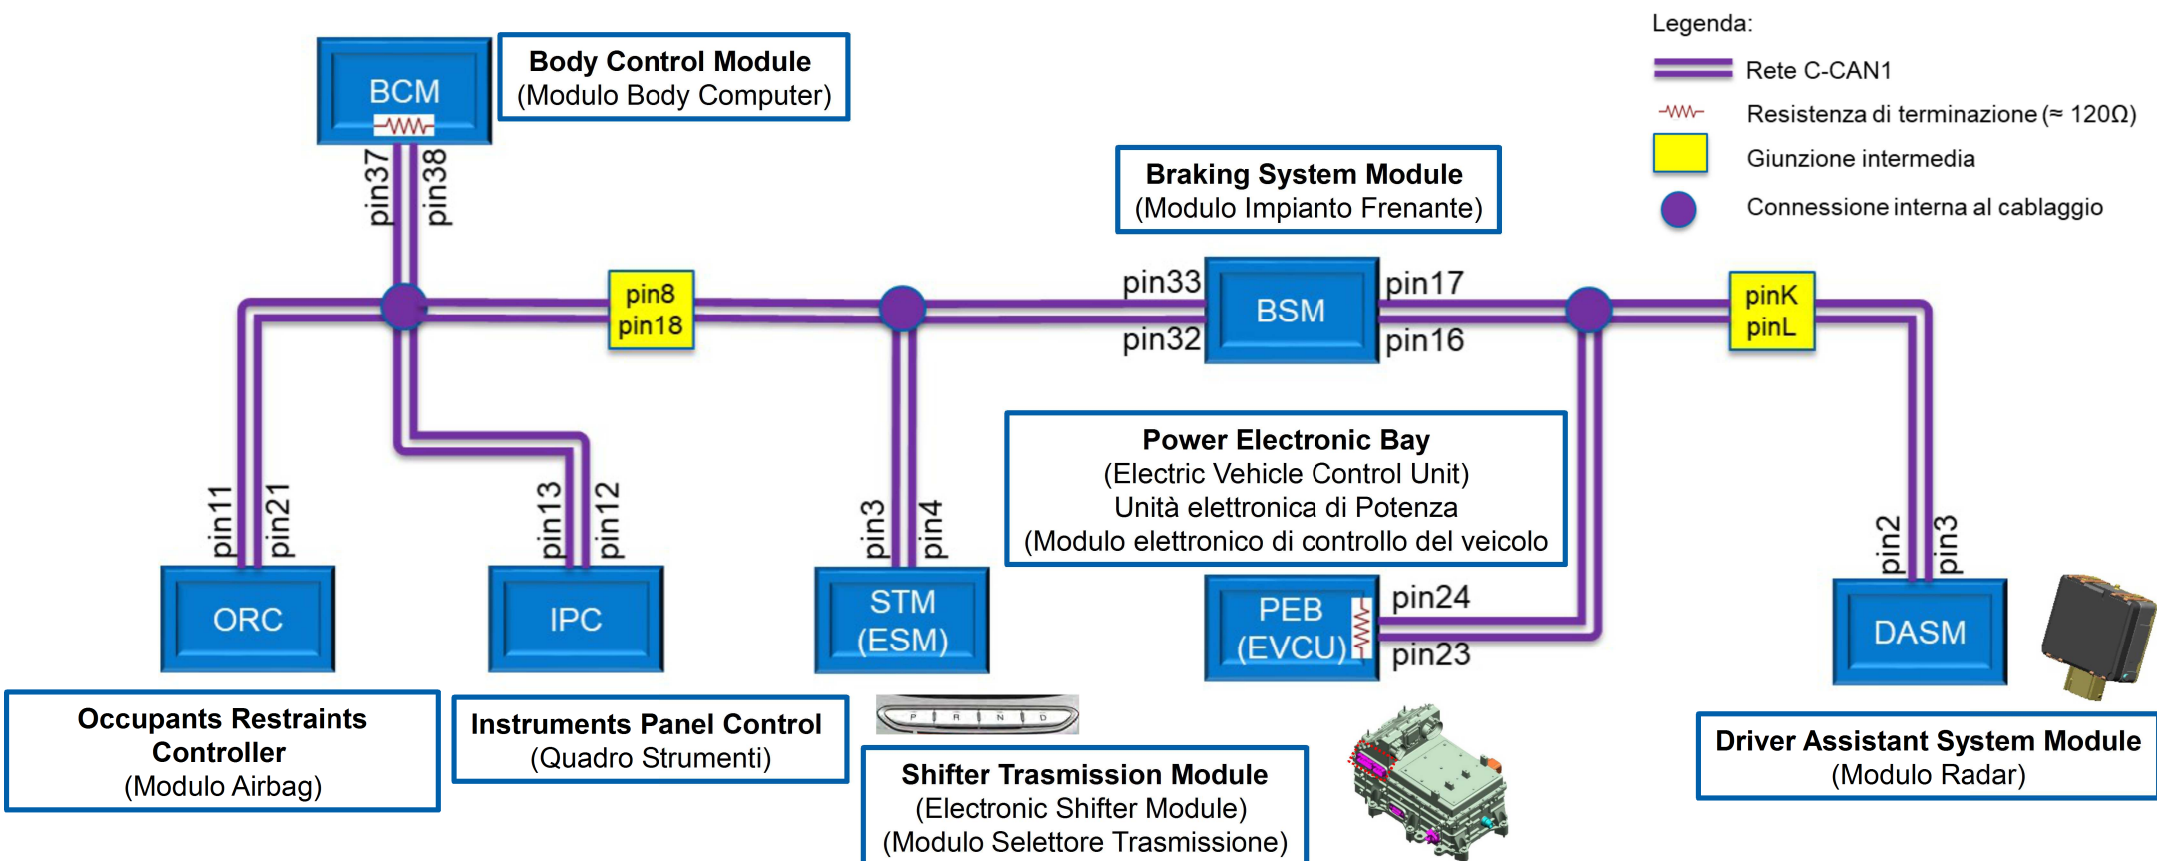 Legenda:
Rete C-CAN1
Resistenza di terminazione (≈ 120Ω)
Giunzione intermedia
Connessione interna al cablaggio
BCM
Body Control Module
(Modulo Body Computer)
pin37
pin38
Braking System Module
(Modulo Impianto Frenante)
pin8
pin18
pin33
pin32
BSM
pin17
pin16
pinK
pinL
Power Electronic Bay
(Electric Vehicle Control Unit)
Unità elettronica di Potenza
(Modulo elettronico di controllo del veicolo
pin11
pin21
pin13
pin12
pin3
pin4
pin2
pin3
ORC
IPC
STM
(ESM)
PEB
(EVCU)
pin24
pin23
DASM
Occupants Restraints
Controller
(Modulo Airbag)
Instruments Panel Control
(Quadro Strumenti)
P R N D
Shifter Trasmission Module
(Electronic Shifter Module)
(Modulo Selettore Trasmissione)
Driver Assistant System Module
(Modulo Radar)